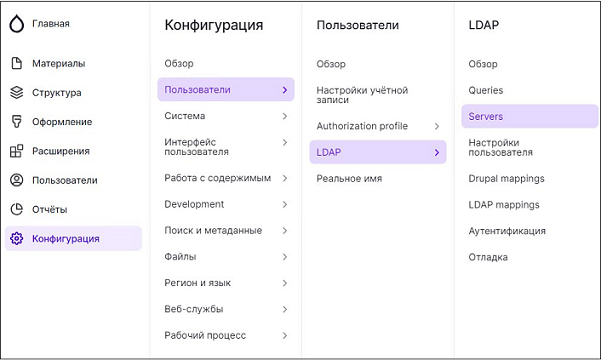 Главная
Материалы
Структура
Оформление
Расширения
Пользователи
Отчёты
Конфигурация
Конфигурация
Обзор
Пользователи
Система
Интерфейс
пользователя
Работа с содержимым
Development
Поиск и метаданные
Файлы
Регион и язык
Веб-службы
Рабочий процесс
Пользователи
Обзор
Настройки учётной
записи
Authorization profile
LDAP
Реальное имя
LDAP
Обзор
Queries
Servers
Настройки
пользователя
Drupal mappings
LDAP mappings
Аутентификация
Отладка